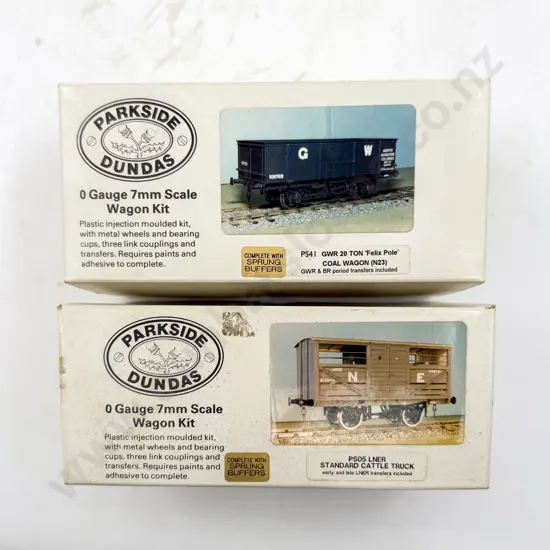 PARKSIDE
DUNDAS
0 Gauge 7mm Scale
Wagon Kit
Plastic injection moulded kit,
with metal wheels and bearing
cups, three link couplings and
transfers. Requires paints and
adhesive to complete.
G W
COMPLETE WITH
SPRUNG
BUFFERS
PS41 GWR 20 TON 'Felix Pole'
COAL WAGON (N23)
GWR & BR period transfers included
PARKSIDE
DUNDAS
0 Gauge 7mm Scale
Wagon Kit
Plastic injection moulded kit,
with metal wheels and bearing
cups, three link couplings and
transfers. Requires paints and
adhesive to complete.
N E
COMPLETE WITH
SPRUNG
BUFFERS
PS05 LNER
STANDARD CATTLE TRUCK
early and late LNER transfers included